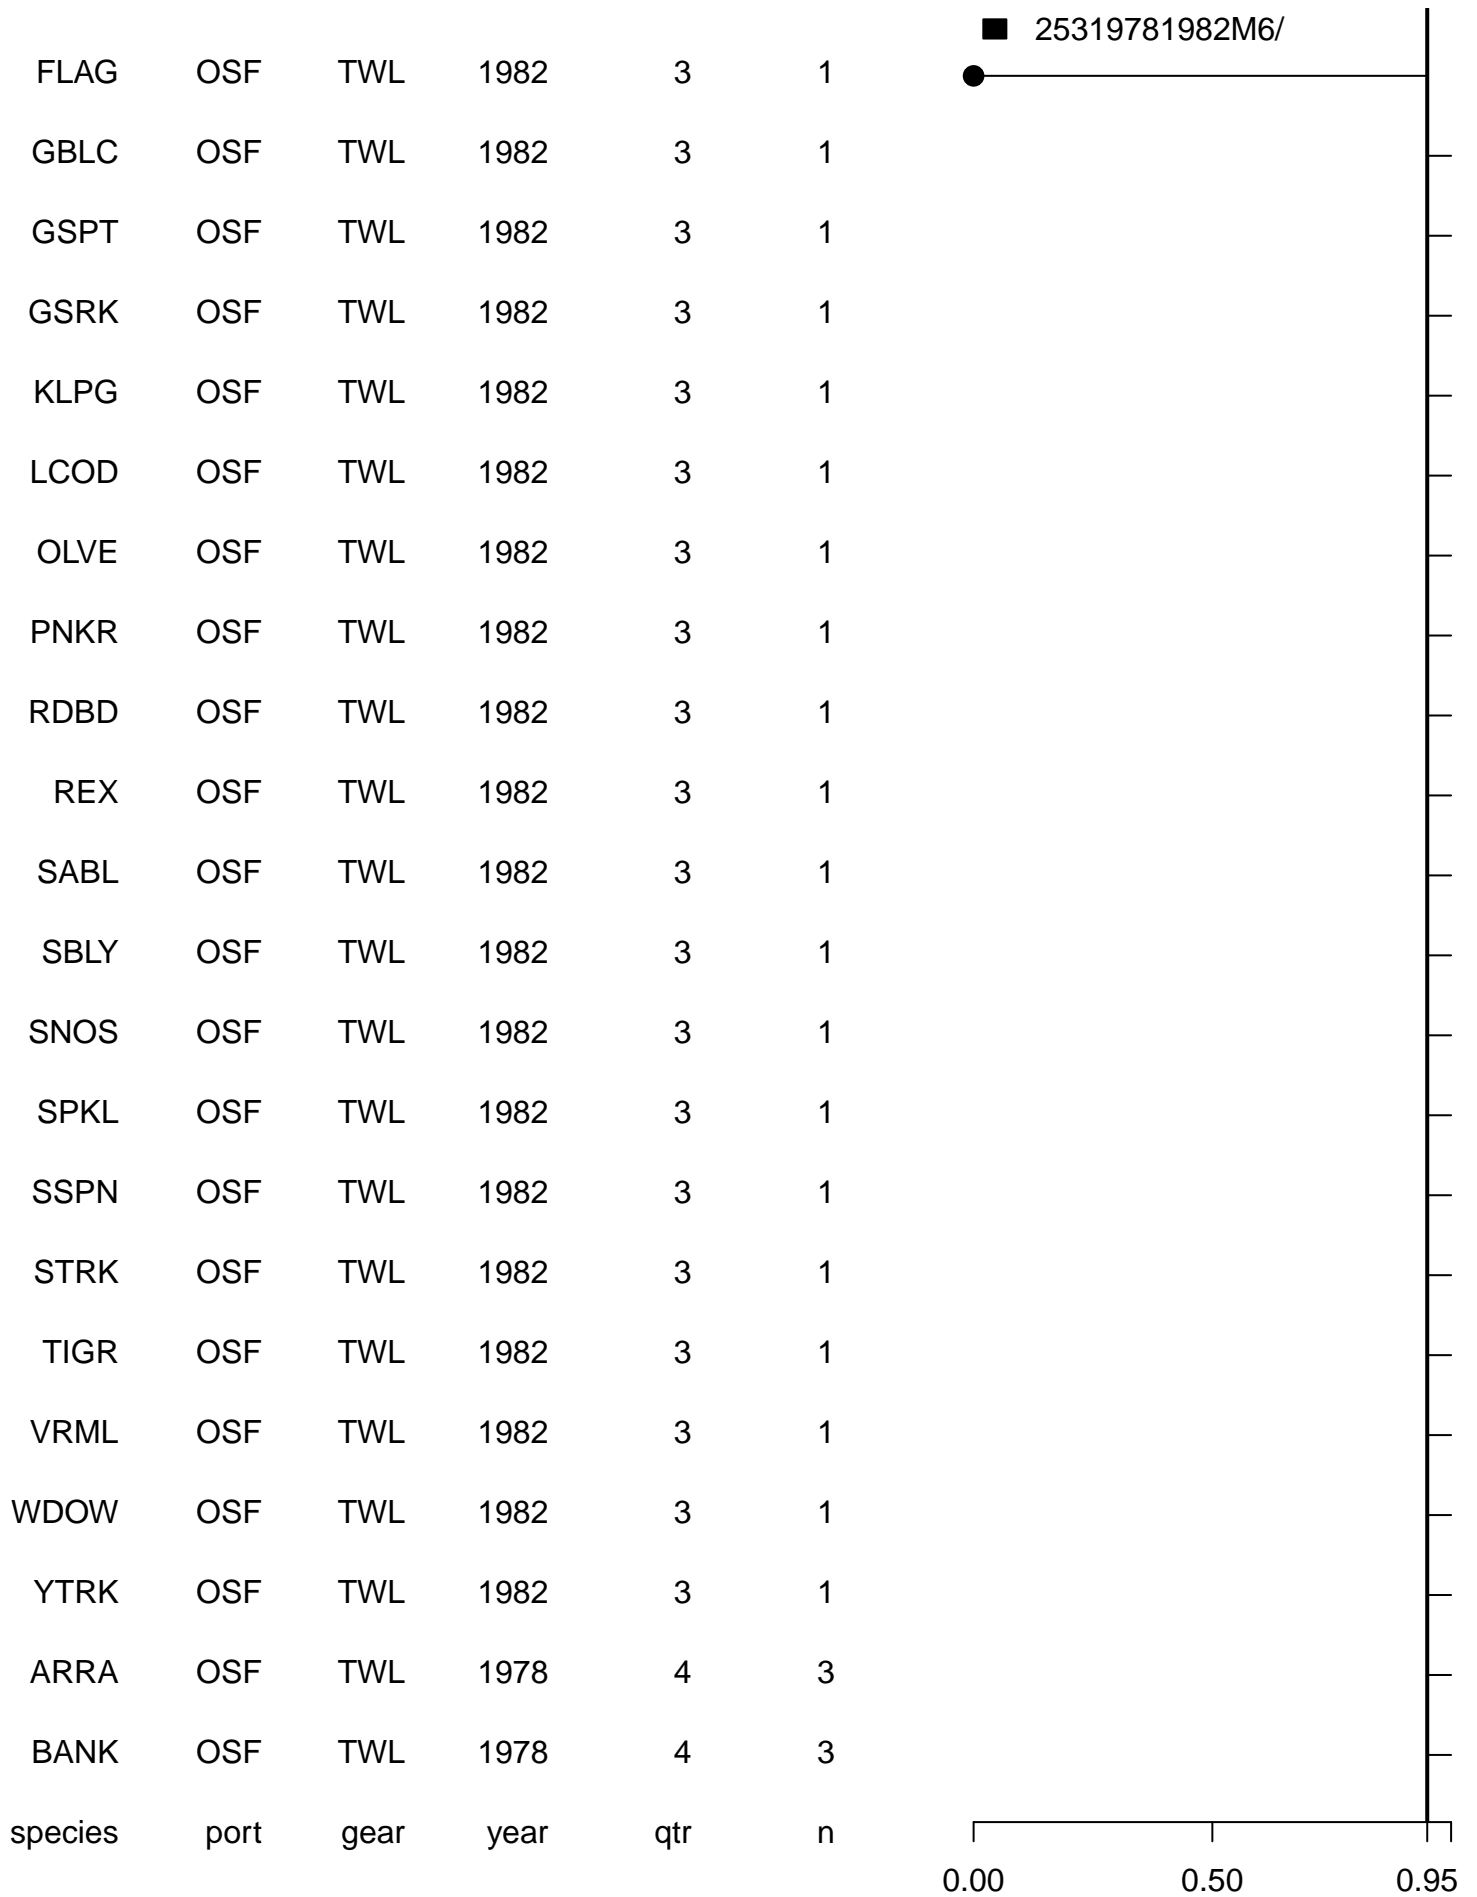 25319781982M6/
FLAG OSF TWL 1982 3 1
GBLC OSF TWL 1982 3 1
GSPT OSF TWL 1982 3 1
GSRK OSF TWL 1982 3 1
KLPG OSF TWL 1982 3 1
LCOD OSF TWL 1982 3 1
OLVE OSF TWL 1982 3 1
PNKR OSF TWL 1982 3 1
RDBD OSF TWL 1982 3 1
REX OSF TWL 1982 3 1
SABL OSF TWL 1982 3 1
SBLY OSF TWL 1982 3 1
SNOS OSF TWL 1982 3 1
SPKL OSF TWL 1982 3 1
SSPN OSF TWL 1982 3 1
STRK OSF TWL 1982 3 1
TIGR OSF TWL 1982 3 1
VRML OSF TWL 1982 3 1
WDOW OSF TWL 1982 3 1
YTRK OSF TWL 1982 3 1
ARRA OSF TWL 1978 4 3
BANK OSF TWL 1978 4 3
species port gear year qtr n
0.00 0.50 0.95